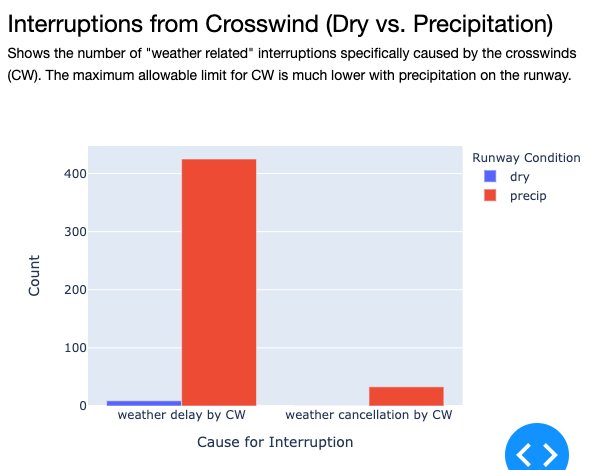 Interruptions from Crosswind (Dry vs. Precipitation)
Shows the number of "weather related" interruptions specifically caused by the crosswinds
(CW). The maximum allowable limit for CW is much lower with precipitation on the runway.
Runway Condition
dry
precip
400
300
200
100
0
Count
weather delay by CW
weather cancellation by CW
Cause for Interruption